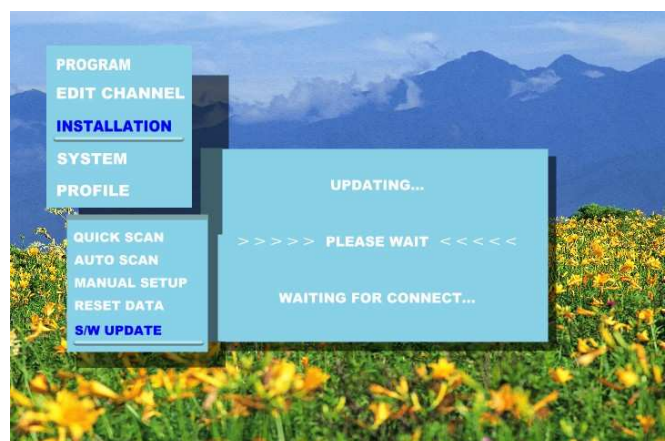 PROGRAM
EDIT CHANNEL
INSTALLATION
SYSTEM
PROFILE
QUICK SCAN
AUTO SCAN
MANUAL SETUP
RESET DATA
S/W UPDATE
UPDATING...
>>>>> PLEASE WAIT <<<<<
WAITING FOR CONNECT...